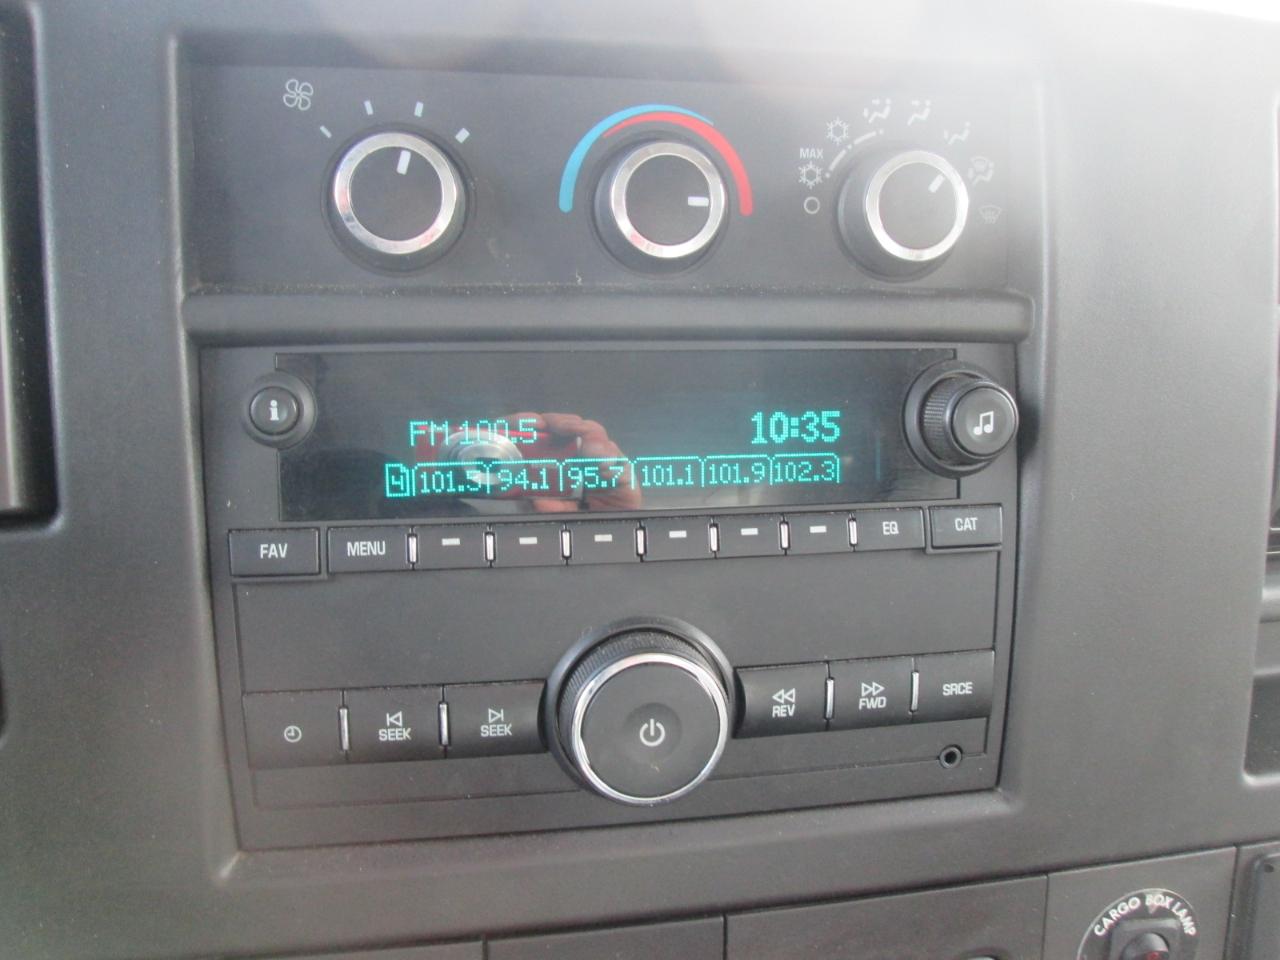 MAX
i
FM 100.5 10:35
4 101.5 94.1 95.7 101.1 101.9 102.3
FAV MENU EQ CAT
SEEK SEEK REV FWD SRCE
CARGO BOX LAMP